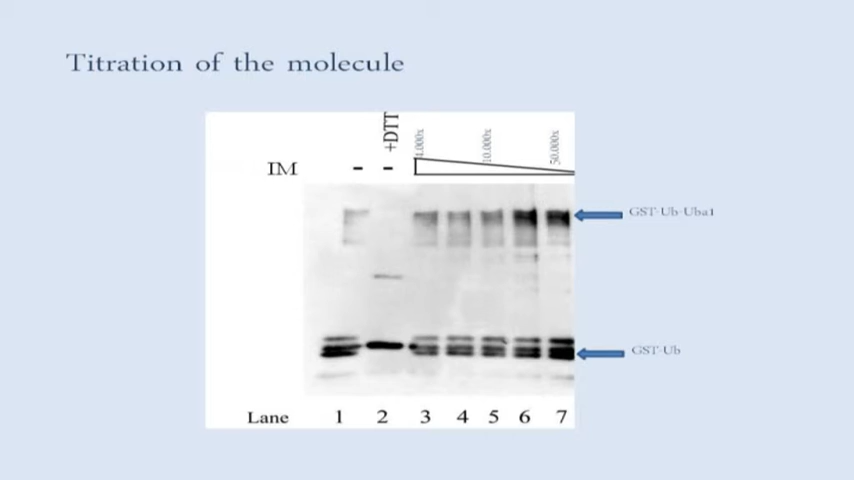 Titration of the molecule
+DTT
4.000x
10.000x
50.000x
IM - -
GST-Ub-Uba1
GST-Ub
Lane 1 2 3 4 5 6 7